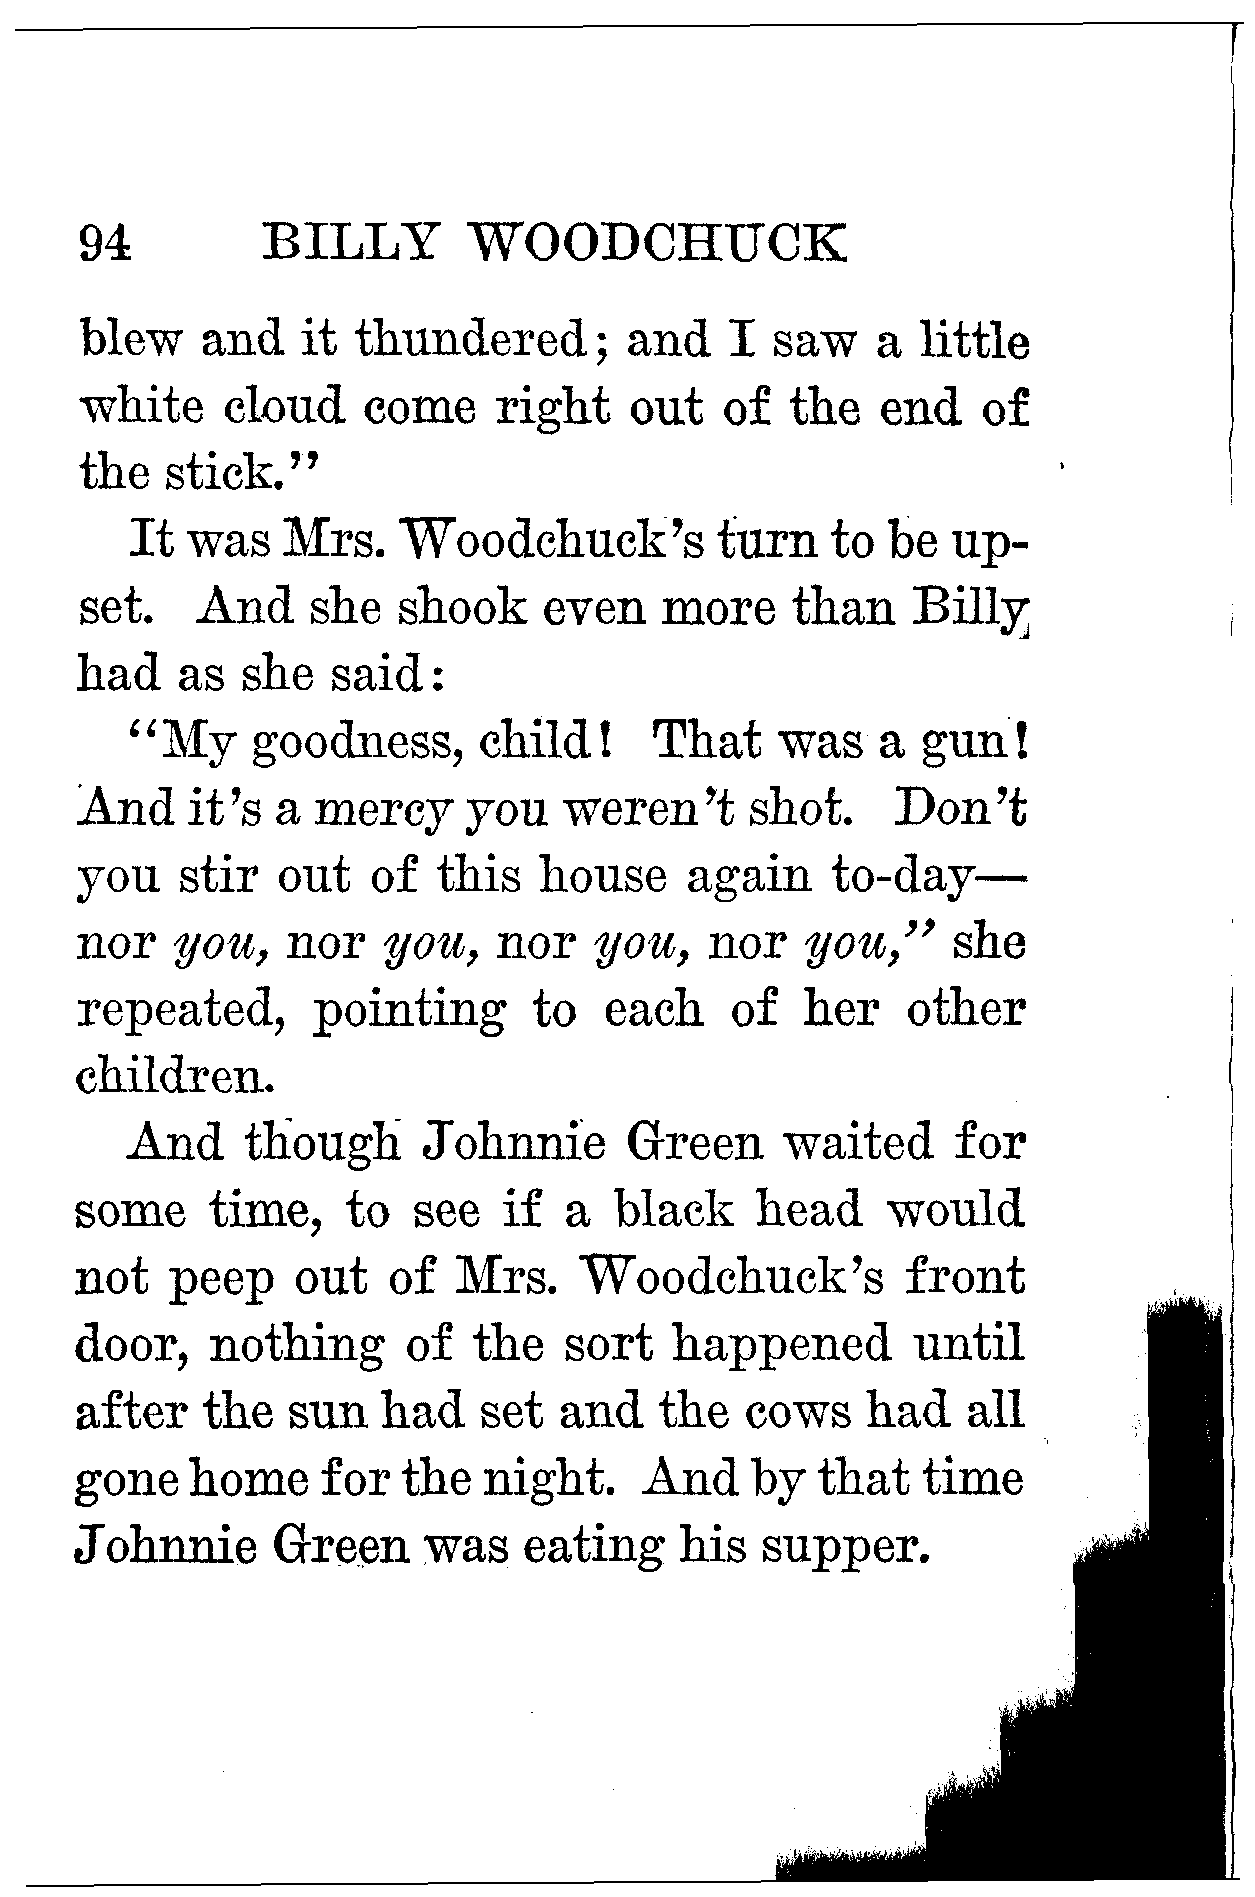 94 BILLY WOODCHUCK
blew and it thundered; and I saw a little
white cloud come right out of the end of
the stick.”
It was Mrs. Woodchuck’s turn to be up-
set. And she shook even more than Billy
had as she said:
“My goodness, child! That was a gun!
And it’s a mercy you weren’t shot. Don’t
you stir out of this house again to-day—
nor you, nor you, nor you, nor you,” she
repeated, pointing to each of her other
children.
And though Johnnie Green waited for
some time, to see if a black head would
not peep out of Mrs. Woodchuck’s front
door, nothing of the sort happened until
after the sun had set and the cows had all
gone home for the night. And by that time
Johnnie Green was eating his supper.